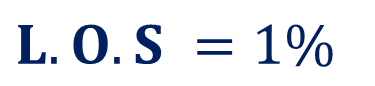 L. O. S = 1%